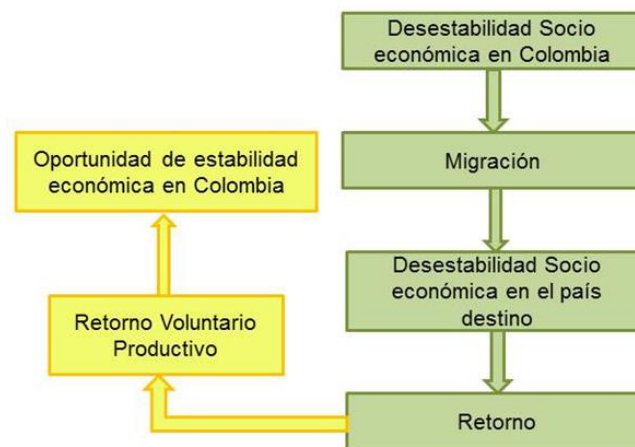 Desestabilidad Socio
económica en Colombia
Migración
Desestabilidad Socio
económica en el país
destino
Retorno
Retorno Voluntario
Productivo
Oportunidad de estabilidad
económica en Colombia